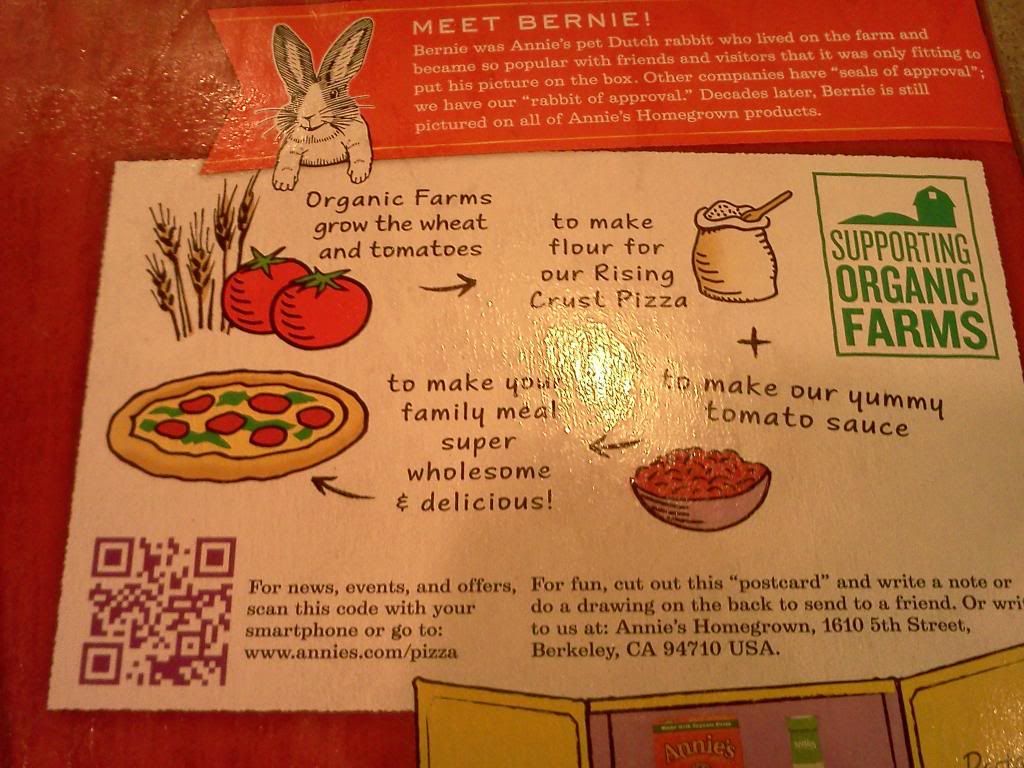 MEET BERNIE!
Bernie was Annie's pet Dutch rabbit who lived on the farm and
became so popular with friends and visitors that it was only fitting to
put his picture on the box. Other companies have "seals of approval";
we have our "rabbit of approval." Decades later, Bernie is still
pictured on all of Annie's Homegrown products.
Organic Farms
grow the wheat
and tomatoes
to make
flour for
our Rising
Crust Pizza
SUPPORTING
ORGANIC
FARMS
+
to make our yummy
tomato sauce
to make your
family meal
super
wholesome
& delicious!
For news, events, and offers,
scan this code with your
smartphone or go to:
www.annies.com/pizza
For fun, cut out this "postcard" and write a note or
do a drawing on the back to send to a friend. Or wri
to us at: Annie's Homegrown, 1610 5th Street,
Berkeley, CA 94710 USA.
Annie's